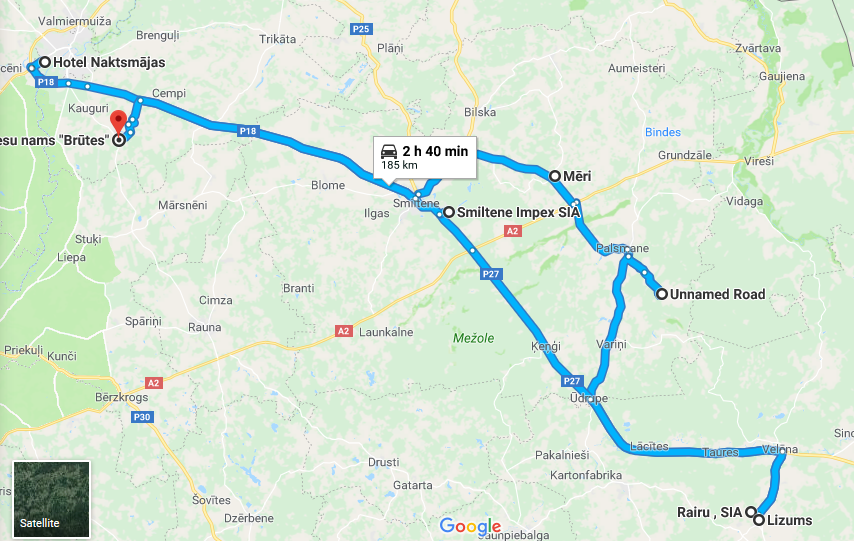 Valmiermuiža
P25
Brenguļi
Trikāta
Plāņi
Zvārtava
Hotel Naktsmājas
Aumeisteri
Gaujiena
P18
Cempi
Kauguri
Bilska
P18
Bindes
esu nams "Brūtes"
2 h 40 min
185 km
Grundzāle
Vireši
Mēri
Blome
Mārsnēni
Smiltene
Ilgas
Smiltene Impex SIA
Vidaga
A2
Stuķi
Liepa
Palsmane
P27
Branti
Unnamed Road
Cimza
Spāriņi
Rauna
A2
Launkalne
Mežole
Variņi
Priekuļi
Kunči
Ķeņģi
A2
P27
Bērzkrogs
Ūdrupe
P30
Lācītes
Taures
Velēna
Pakalnieši
Drusti
Kartonfabrika
Gatarta
Šovītes
Dzērbene
Satellite
Google
Jaunpiebalga
Rairu , SIA
Lizums